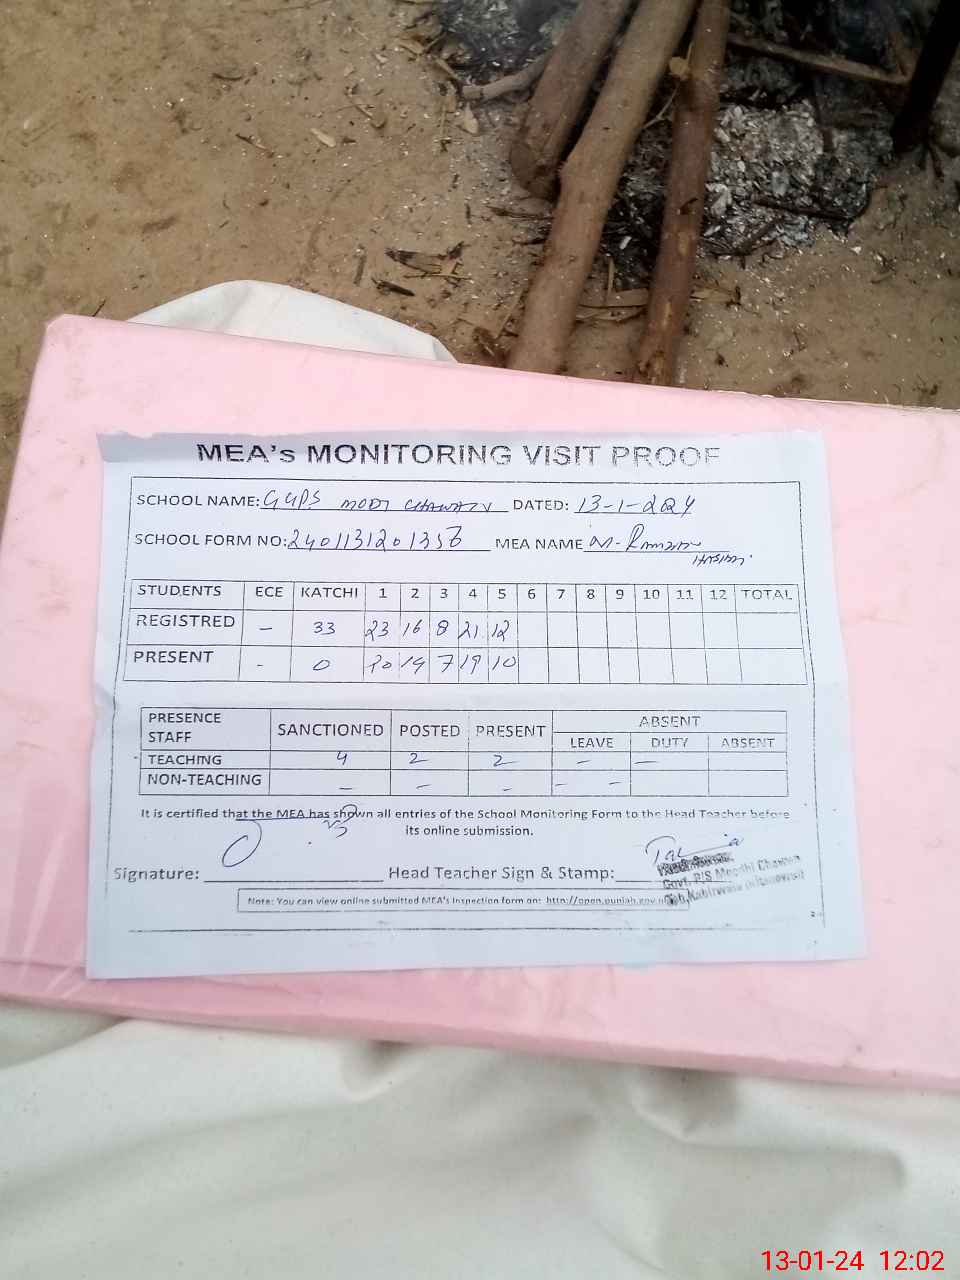 MEA's MONITORING VISIT PROOF
SCHOOL NAME: GGPS MODI CHAWAN DATED: 13-1-2024
SCHOOL FORM NO: MEA NAME M. Ramzan
STUDENTS ECE KATCHI 1 2 3 4 5 6 7 8 9 10 11 12 TOTAL
REGISTRED - 33 23 16 8 21 12
PRESENT - 0 20 14 7 19 10
PRESENCE STAFF SANCTIONED POSTED PRESENT ABSENT
LEAVE DUTY ABSENT
TEACHING 4 2 2 - -
NON-TEACHING - - - - -
It is certified that the MEA has shown all entries of the School Monitoring Form to the Head Teacher before
its online submission.
Signature: Head Teacher Sign & Stamp:
Govt. P/S
Note: You can view online submitted MEA's Inspection form on: http://open.punjab.gov.
13-01-24 12:02